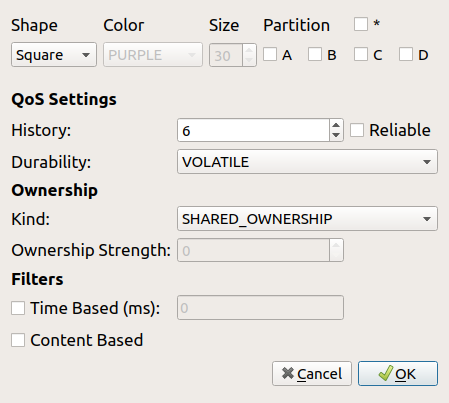 Shape Color Size Partition *
Square PURPLE 30 A B C D
QoS Settings
History: 6 Reliable
Durability: VOLATILE
Ownership
Kind: SHARED_OWNERSHIP
Ownership Strength: 0
Filters
Time Based (ms): 0
Content Based
Cancel OK